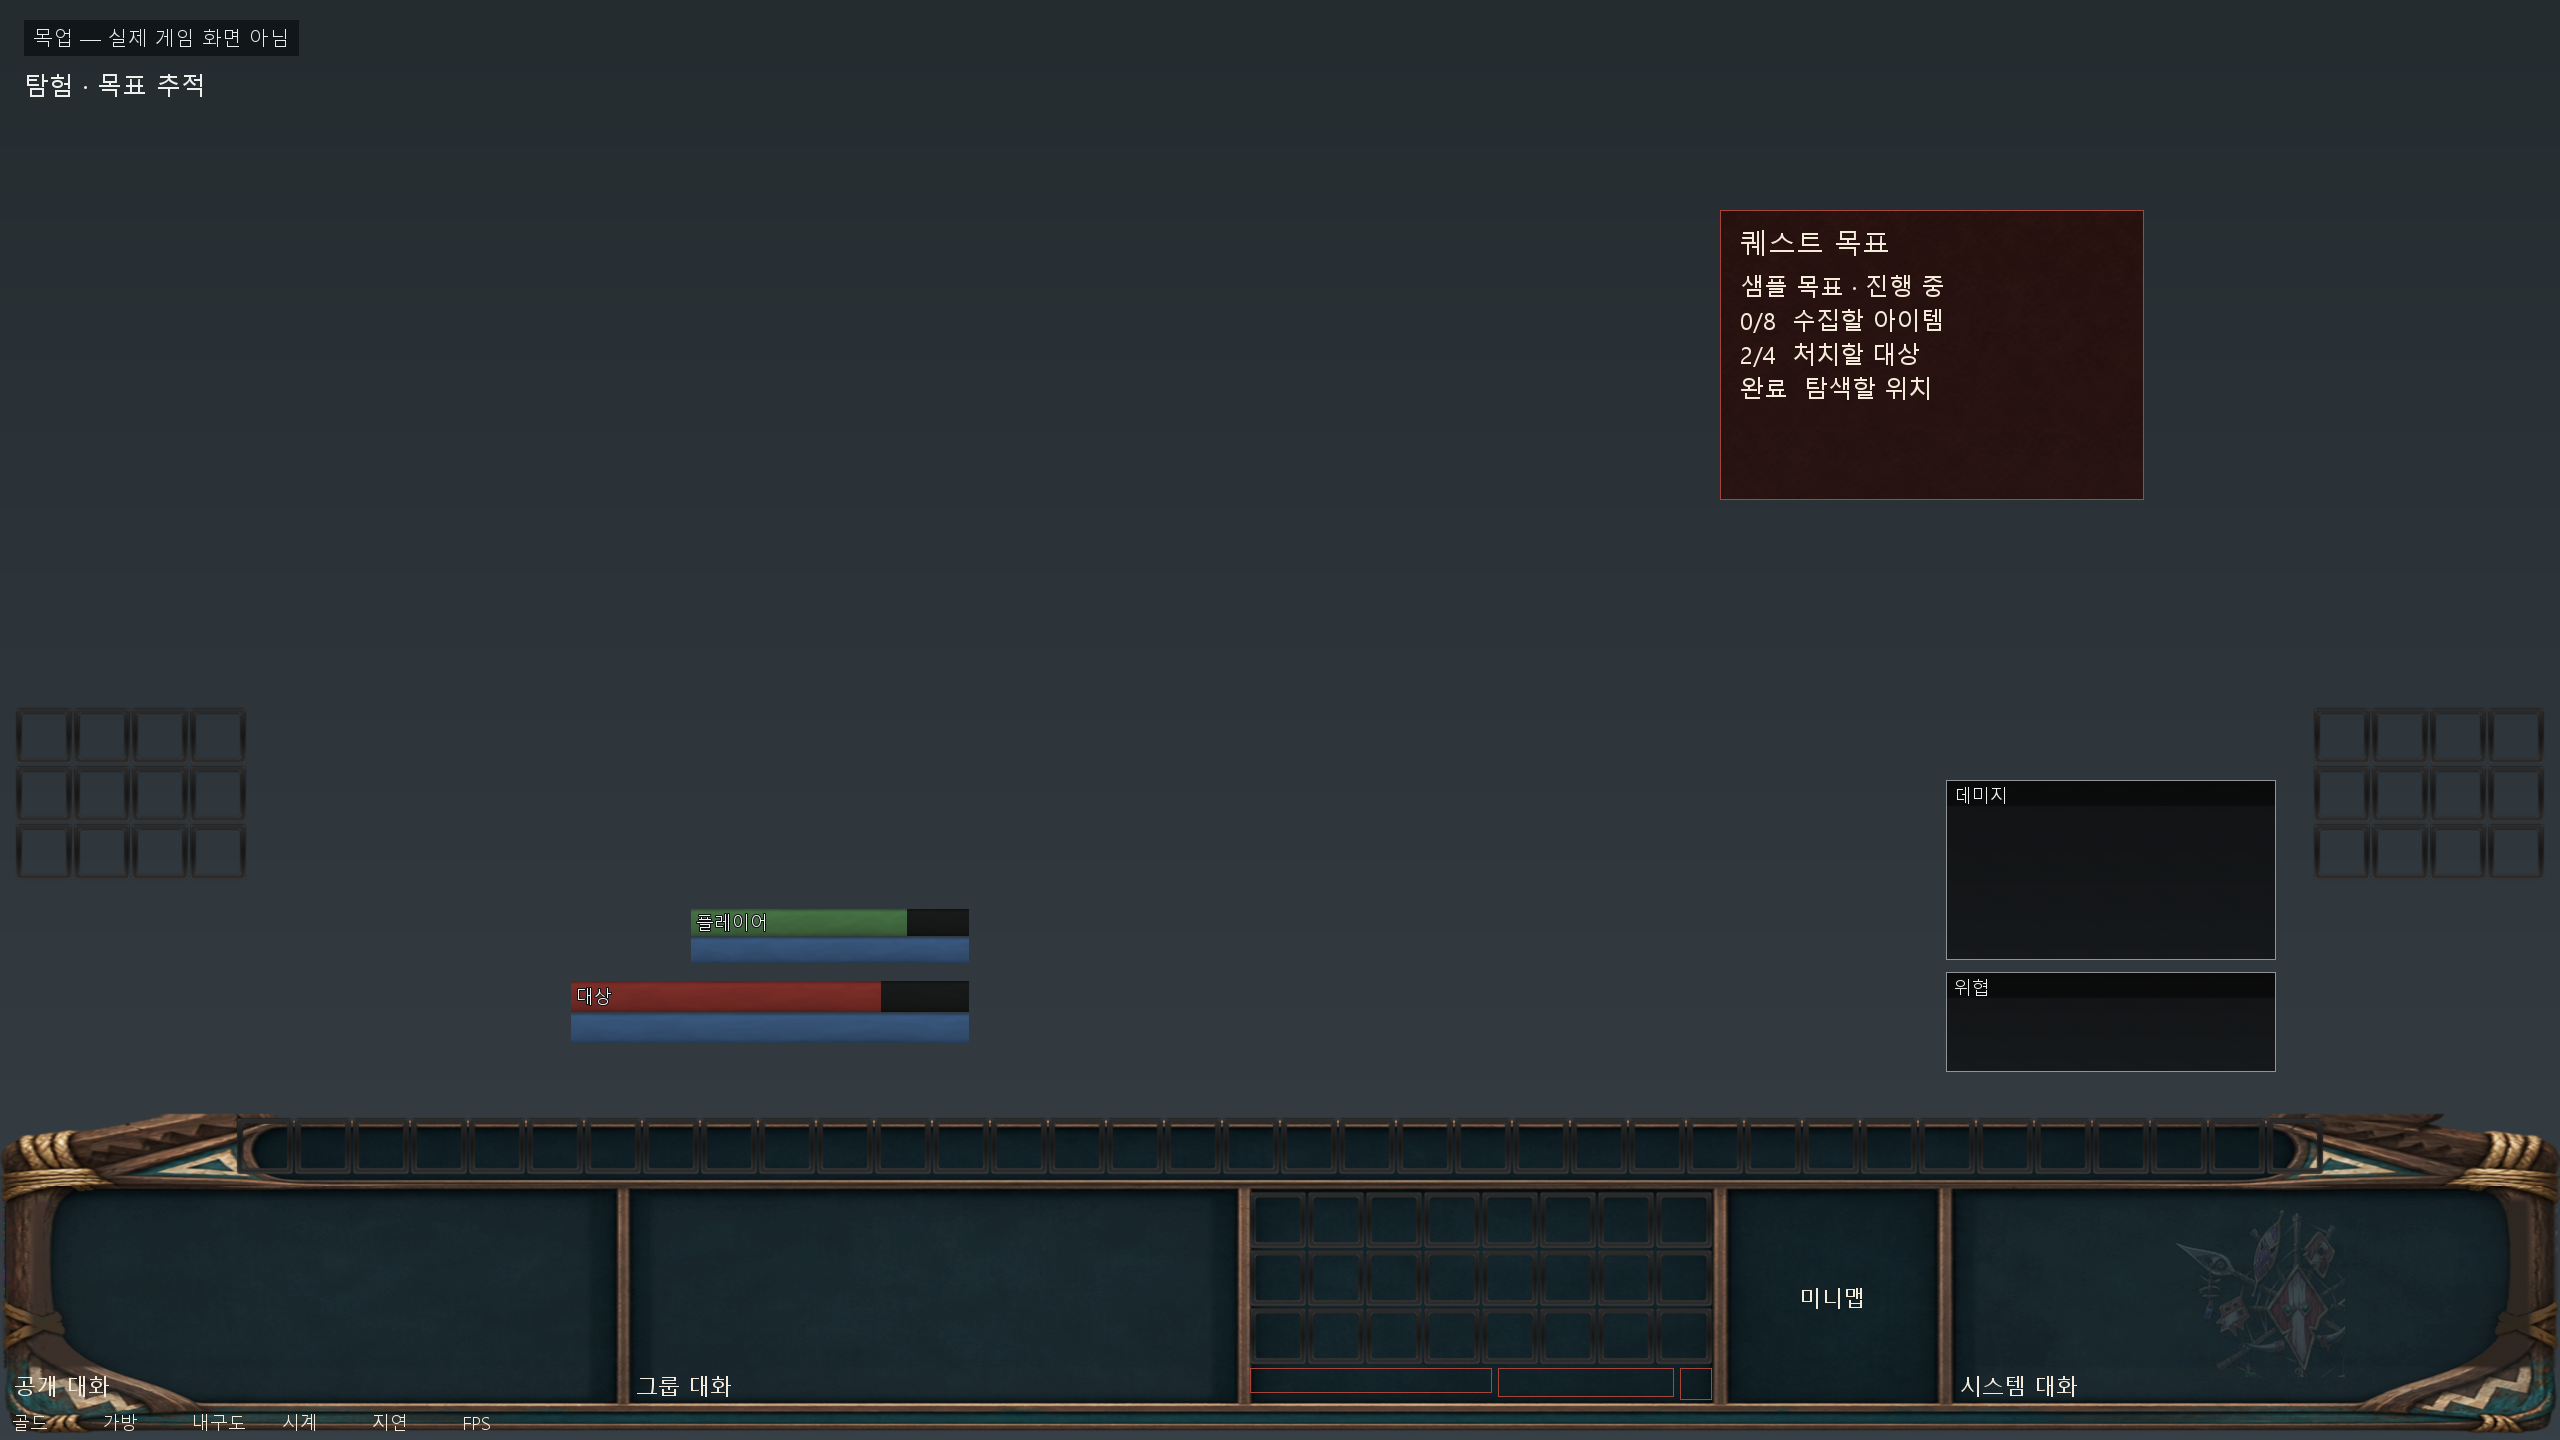 목업 — 실제 게임 화면 아님
탐험 · 목표 추적
퀘스트 목표
샘플 목표 · 진행 중
0/8 수집할 아이템
2/4 처치할 대상
완료 탐색할 위치
데미지
플레이어
위협
대상
미니맵
공개 대화
그룹 대화
시스템 대화
골드 가방 내구도 시계 지연 FPS